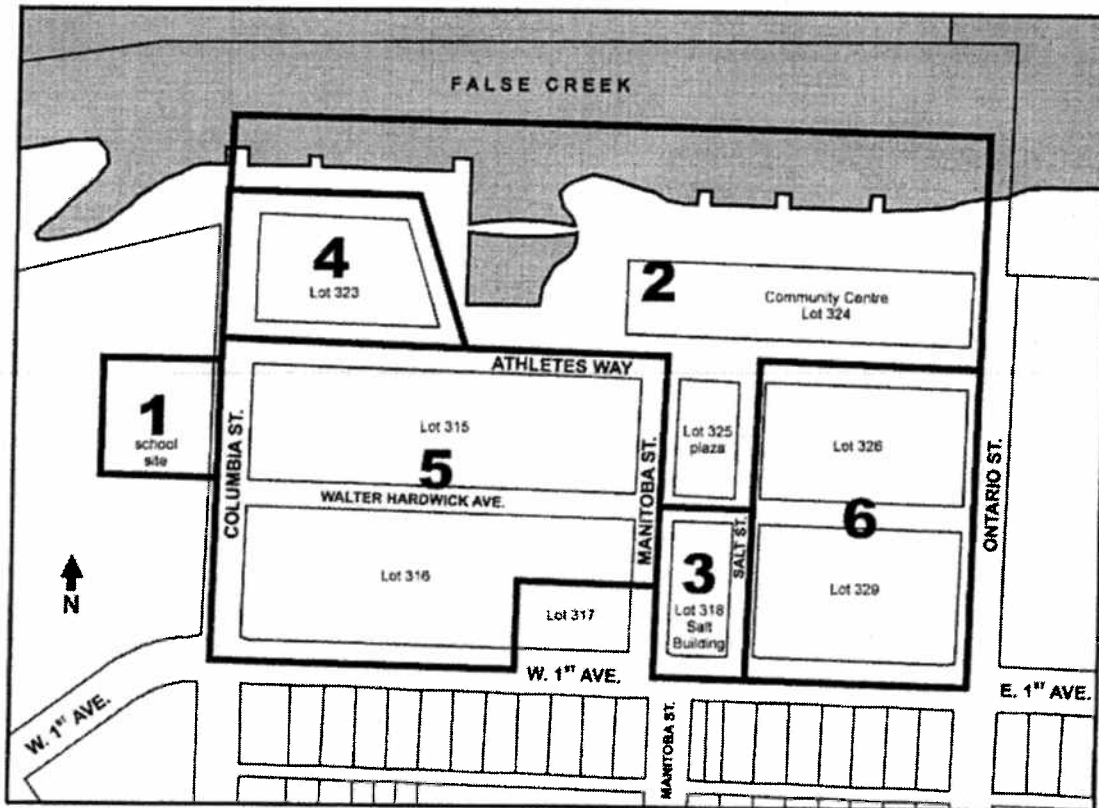 FALSE CREEK
4
Lot 323
2
Community Centre
Lot 324
ATHLETES WAY
1
school
site
COLUMBIA ST.
Lot 315
5
WALTER HARDWICK AVE.
MANITOBA ST.
Lot 325
plaza
Lot 326
6
ONTARIO ST.
N
Lot 316
Lot 317
3
Lot 318
Salt
Building
SALT ST.
Lot 329
W. 1ST AVE.
W. 1ST AVE.
MANITOBA ST.
E. 1ST AVE.